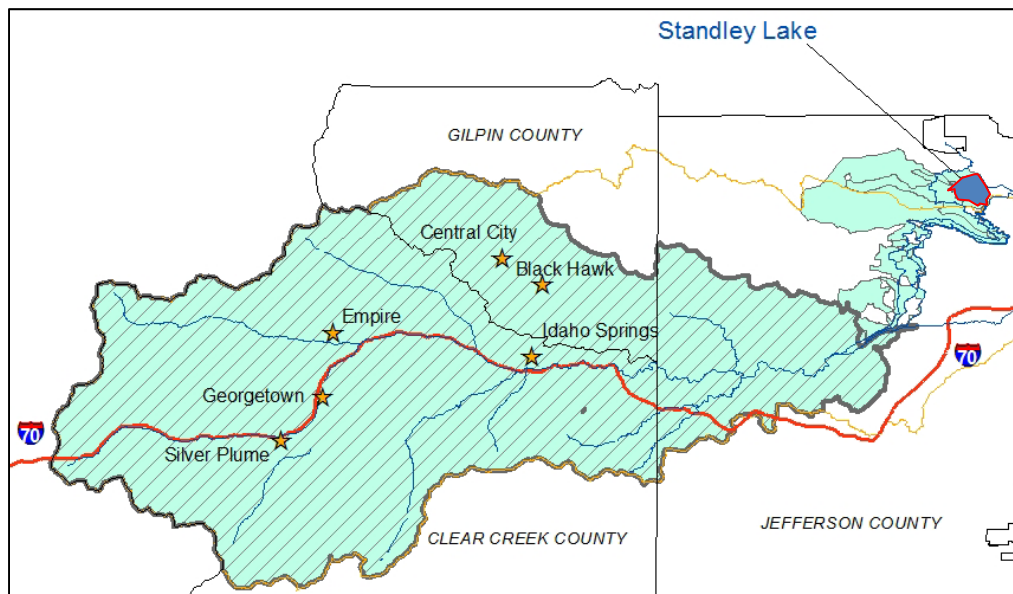 Standley Lake
GILPIN COUNTY
Central City
Black Hawk
Empire
Idaho Springs
70
Georgetown
70
Silver Plume
CLEAR CREEK COUNTY
JEFFERSON COUNTY